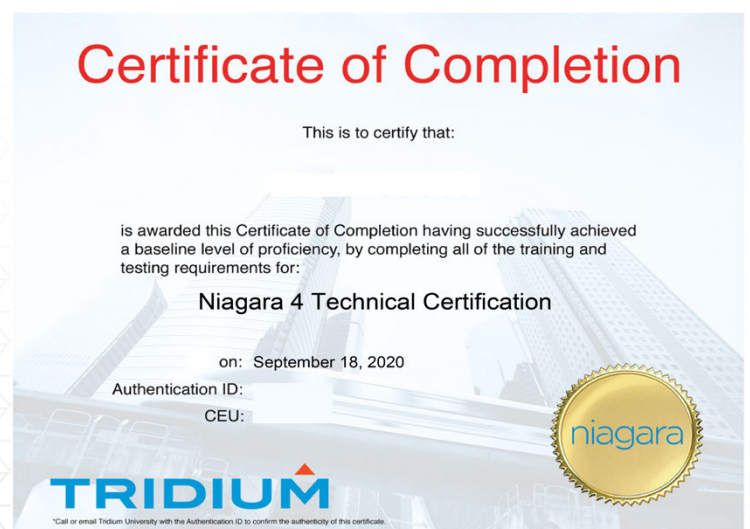 Certificate of Completion
This is to certify that:
is awarded this Certificate of Completion having successfully achieved
a baseline level of proficiency, by completing all of the training and
testing requirements for:
Niagara 4 Technical Certification
on: September 18, 2020
Authentication ID:
CEU:
niagara
TRIDIUM
*Call or email Tridium University with the Authentication ID to confirm the authenticity of this certificate.